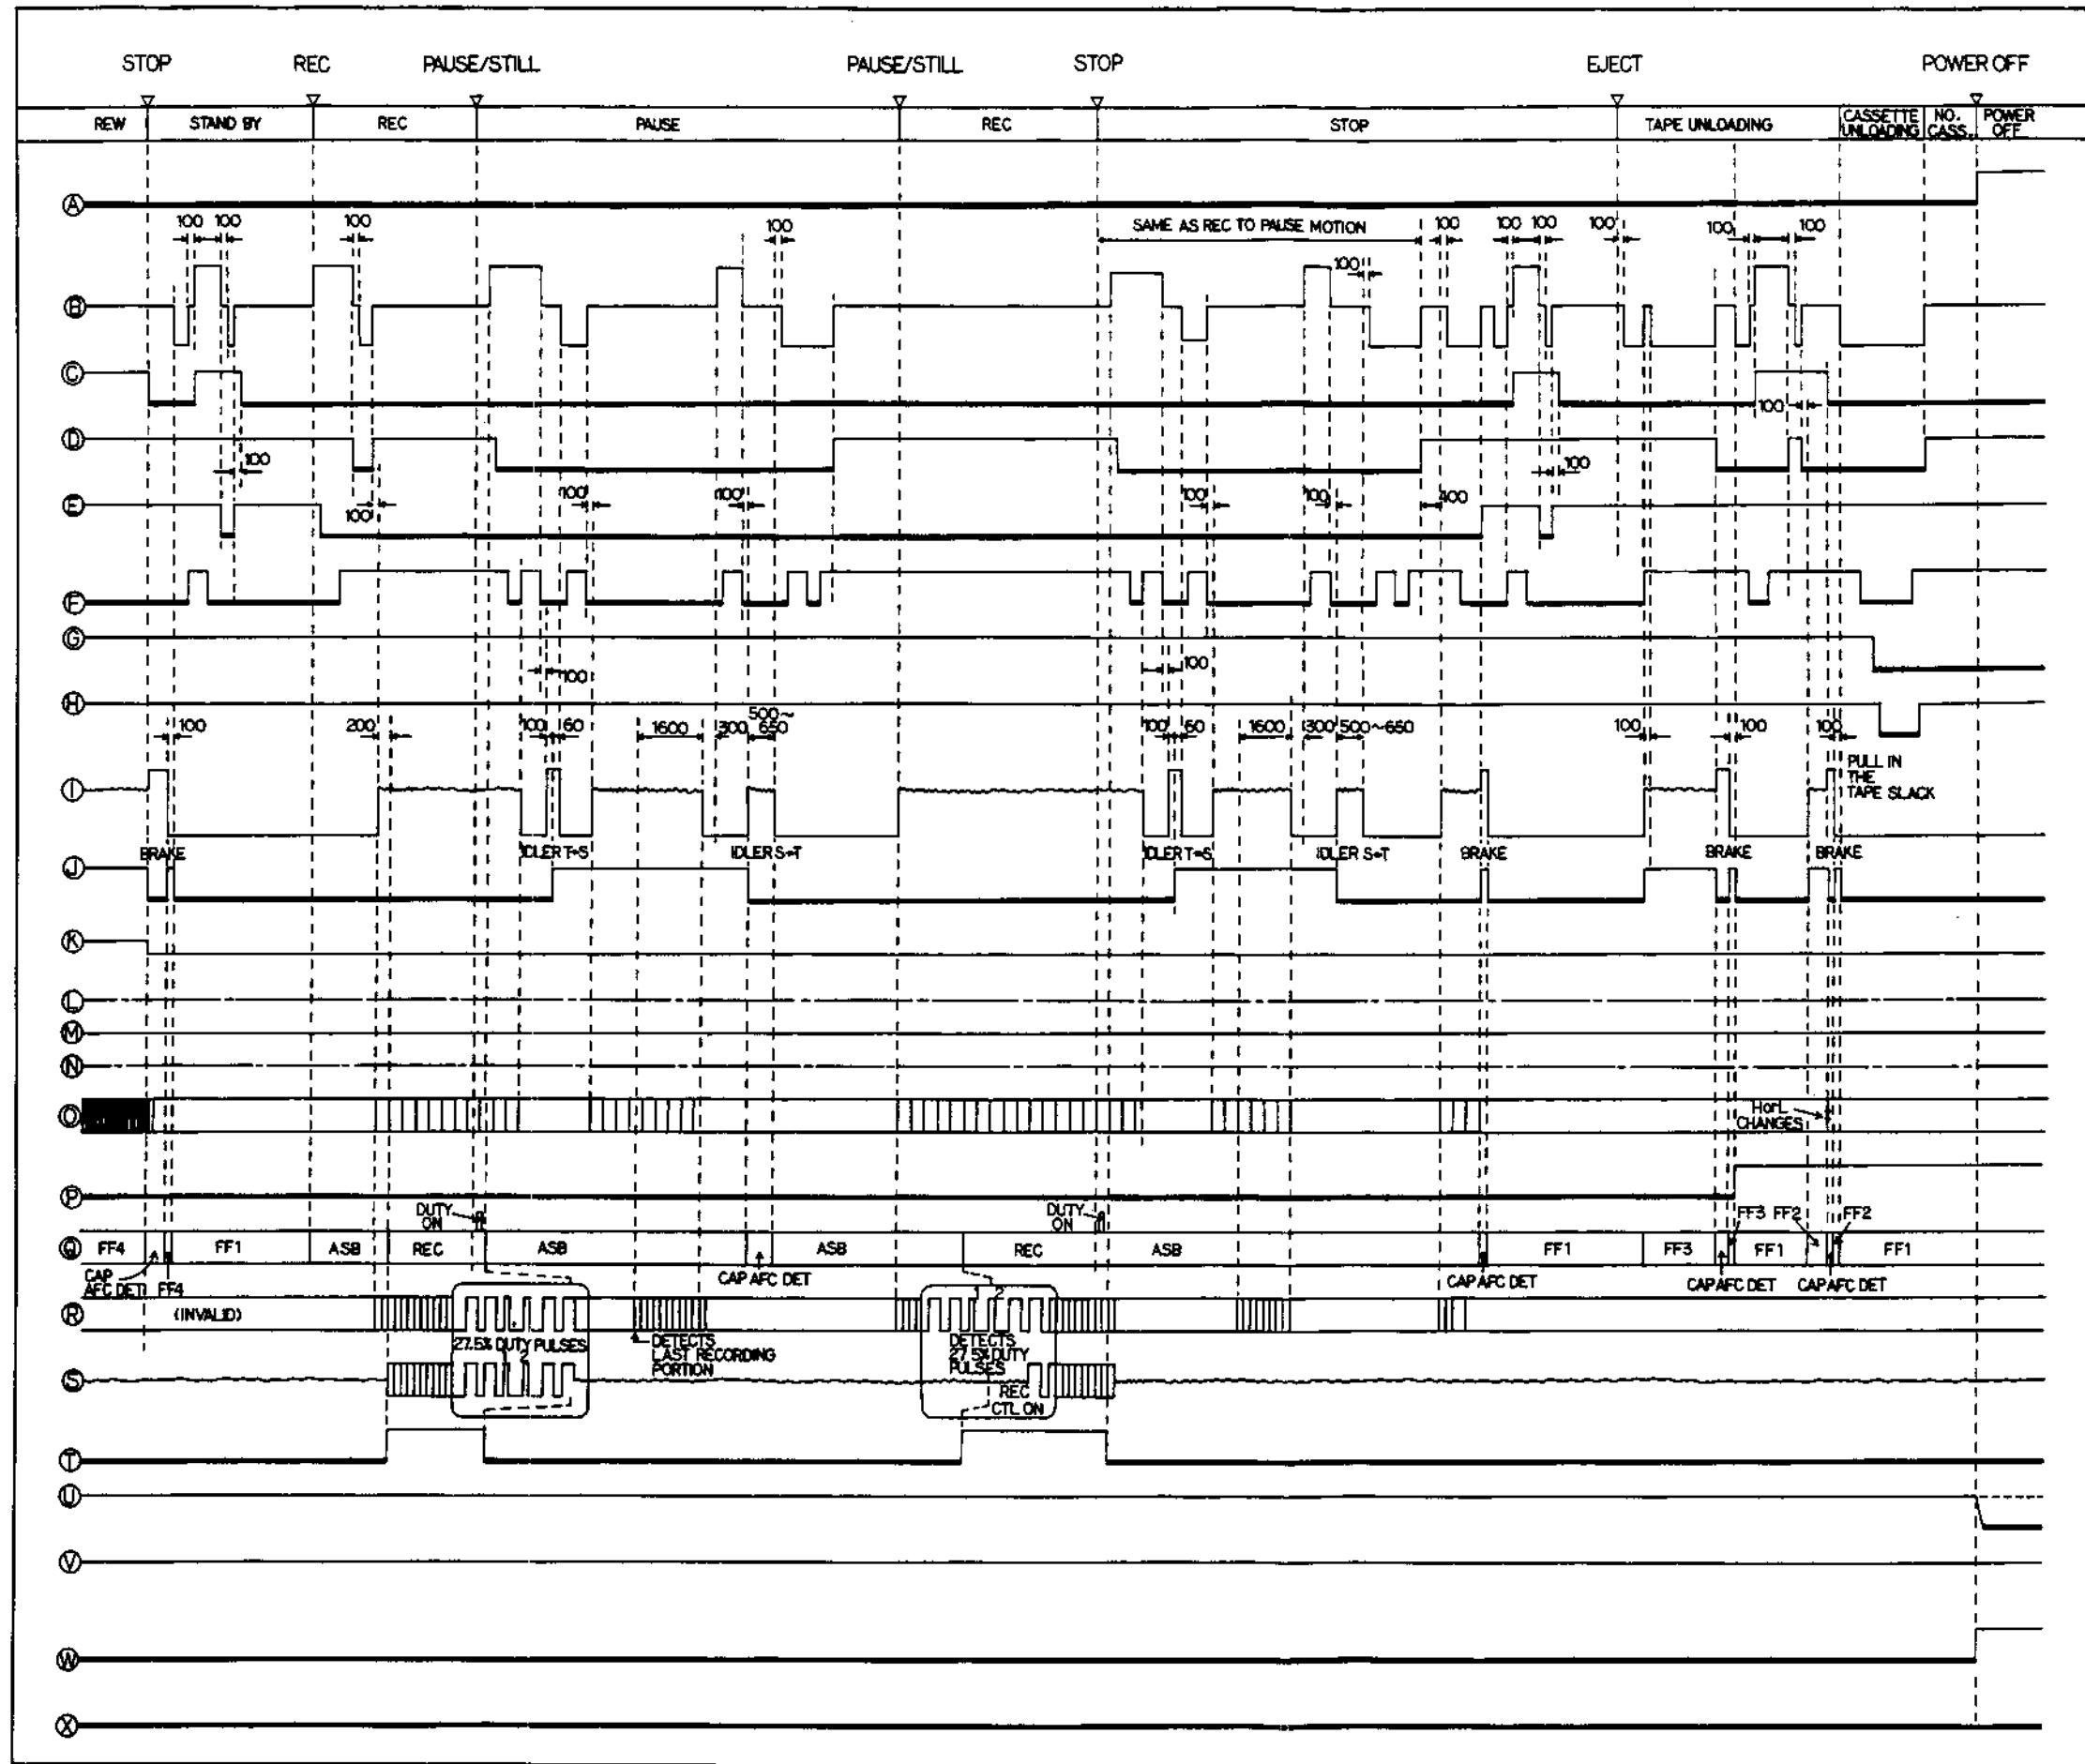 STOP REC PAUSE/STILL PAUSE/STILL STOP EJECT POWER OFF
REW STAND BY REC PAUSE REC STOP TAPE UNLOADING CASSETTE UNLOADING NO. CASS. POWER OFF
A
100 100 100 100 SAME AS REC TO PAUSE MOTION 100 100 100 100 100 100
100
B
C
100
D
100 100
E
100 100 100 100 100 400
F
G
100 100
H
100 200 100 60 1600 300 500~650 100 60 1600 300 500~650 100 100 100
I
PULL IN
THE
TAPE SLACK
BRAKE IDLER T→S IDLER S→T IDLER T→S IDLER S→T BRAKE BRAKE BRAKE
J
K
L
M
N
O
HorL
CHANGES
P
DUTY ON DUTY ON FF3 FF2 FF2
Q FF4 FF1 ASB REC ASB ASB REC ASB FF1 FF3 FF1 FF1
CAP AFC DET FF4 CAP AFC DET CAP AFC DET CAP AFC DET CAP AFC DET
R (INVALID) 1 2
27.5% DUTY PULSES
1 2
DETECTS
LAST RECORDING
PORTION
DETECTS
27.5% DUTY
PULSES
S
REC
CTL ON
T
U
V
W
X